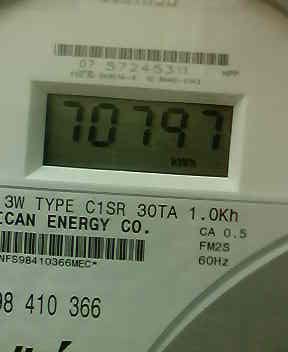 07 57245311
70797
KWH
3W TYPE C1SR 30TA 1.0Kh
ICAN ENERGY CO.
CA 0.5
FM2S
NFS98410366MEC*
60Hz
98 410 366